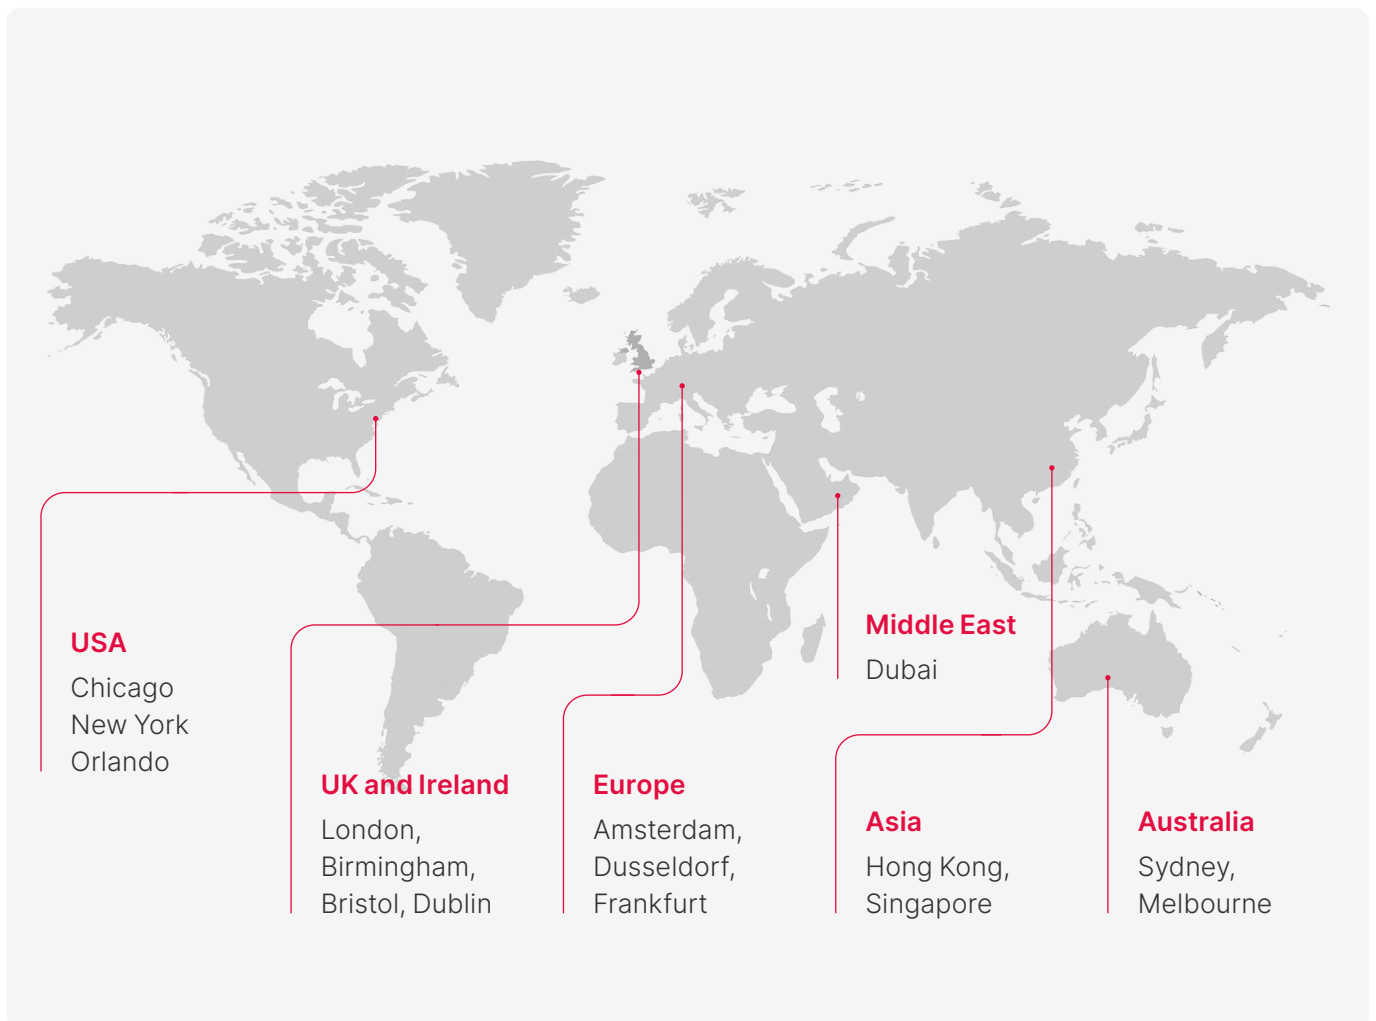 USA
Chicago
New York
Orlando
UK and Ireland
London,
Birmingham,
Bristol, Dublin
Europe
Amsterdam,
Dusseldorf,
Frankfurt
Middle East
Dubai
Asia
Hong Kong,
Singapore
Australia
Sydney,
Melbourne